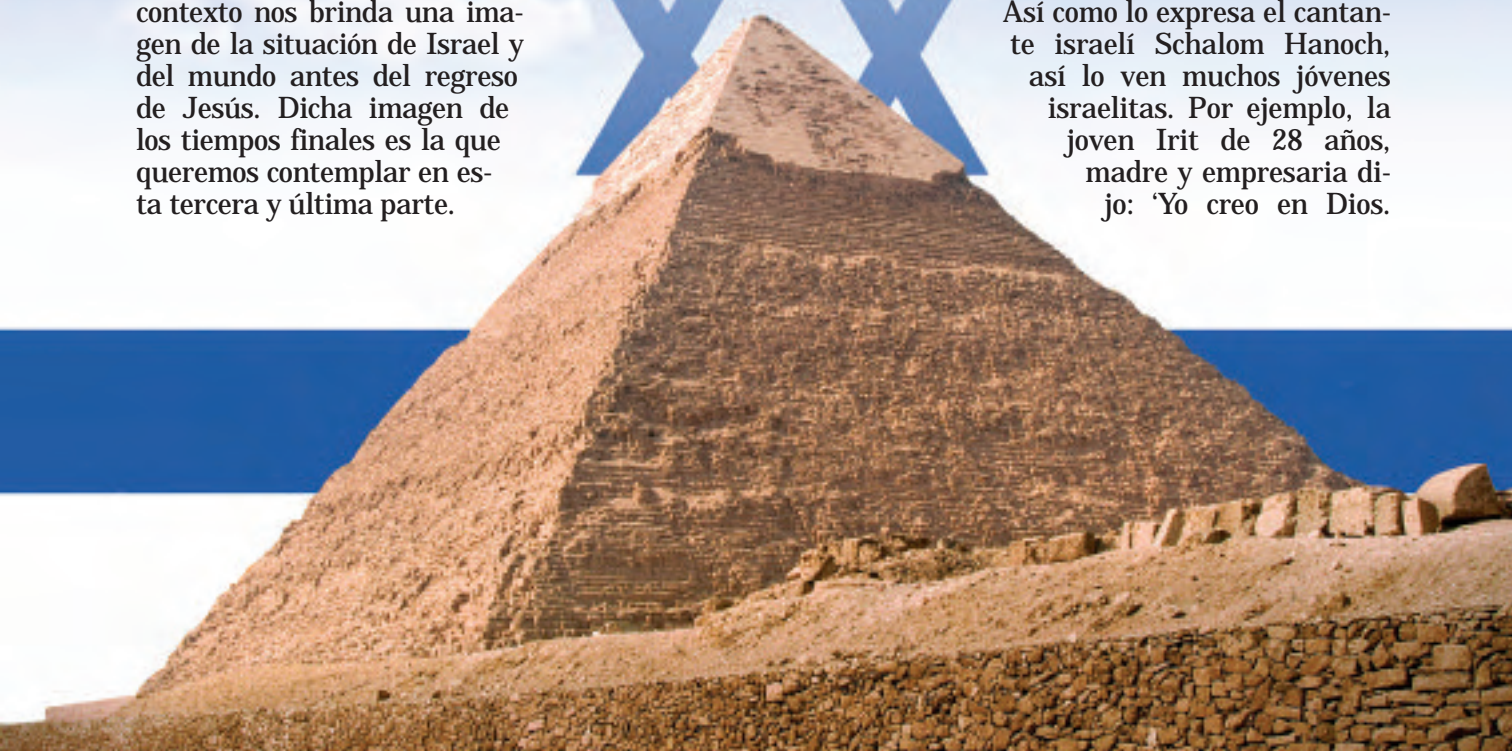 contexto nos brinda una ima-
gen de la situación de Israel y
del mundo antes del regreso
de Jesús. Dicha imagen de
los tiempos finales es la que
queremos contemplar en es-
ta tercera y última parte.
Así como lo expresa el cantan-
te israelí Schalom Hanoch,
así lo ven muchos jóvenes
israelitas. Por ejemplo, la
joven Irit de 28 años,
madre y empresaria di-
jo: ‘Yo creo en Dios.